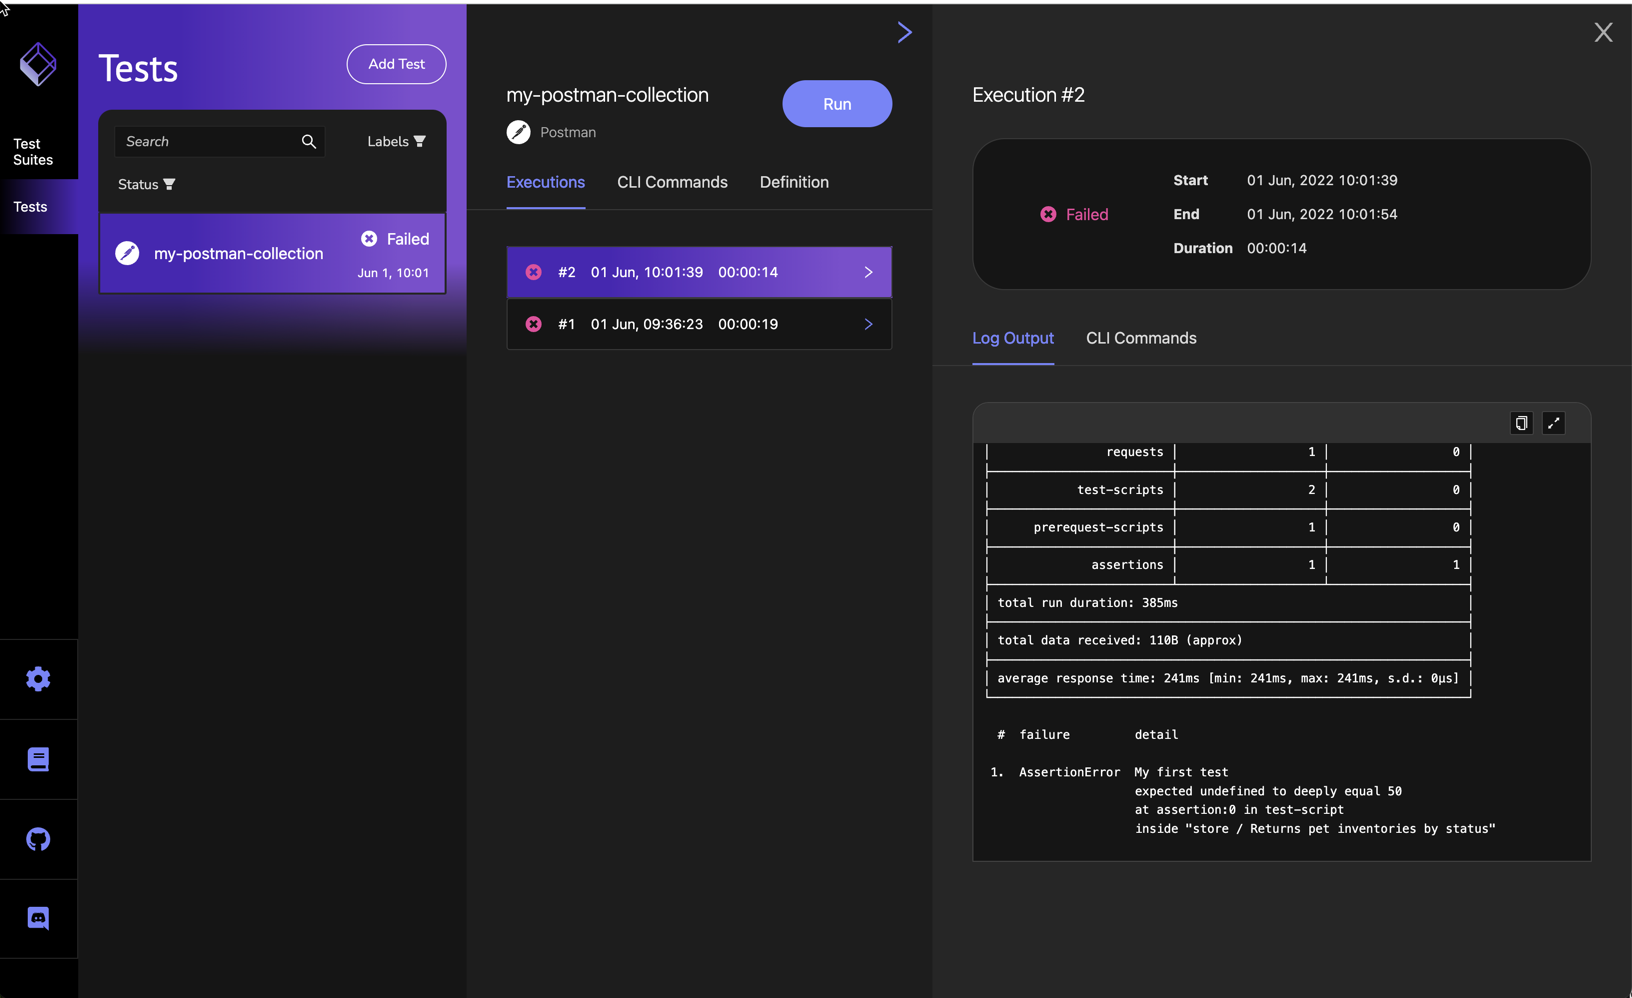 Test
Suites
Tests
Tests
Add Test
Search
Labels
Status
my-postman-collection
Failed
Jun 1, 10:01
my-postman-collection
Run
Postman
Executions
CLI Commands
Definition
#2 01 Jun, 10:01:39 00:00:14
#1 01 Jun, 09:36:23 00:00:19
Execution #2
Failed
Start 01 Jun, 2022 10:01:39
End 01 Jun, 2022 10:01:54
Duration 00:00:14
Log Output
CLI Commands
requests 1 0
test-scripts 2 0
prerequest-scripts 1 0
assertions 1 1
total run duration: 385ms
total data received: 110B (approx)
average response time: 241ms [min: 241ms, max: 241ms, s.d.: 0µs]
# failure detail
1. AssertionError My first test
expected undefined to deeply equal 50
at assertion:0 in test-script
inside "store / Returns pet inventories by status"